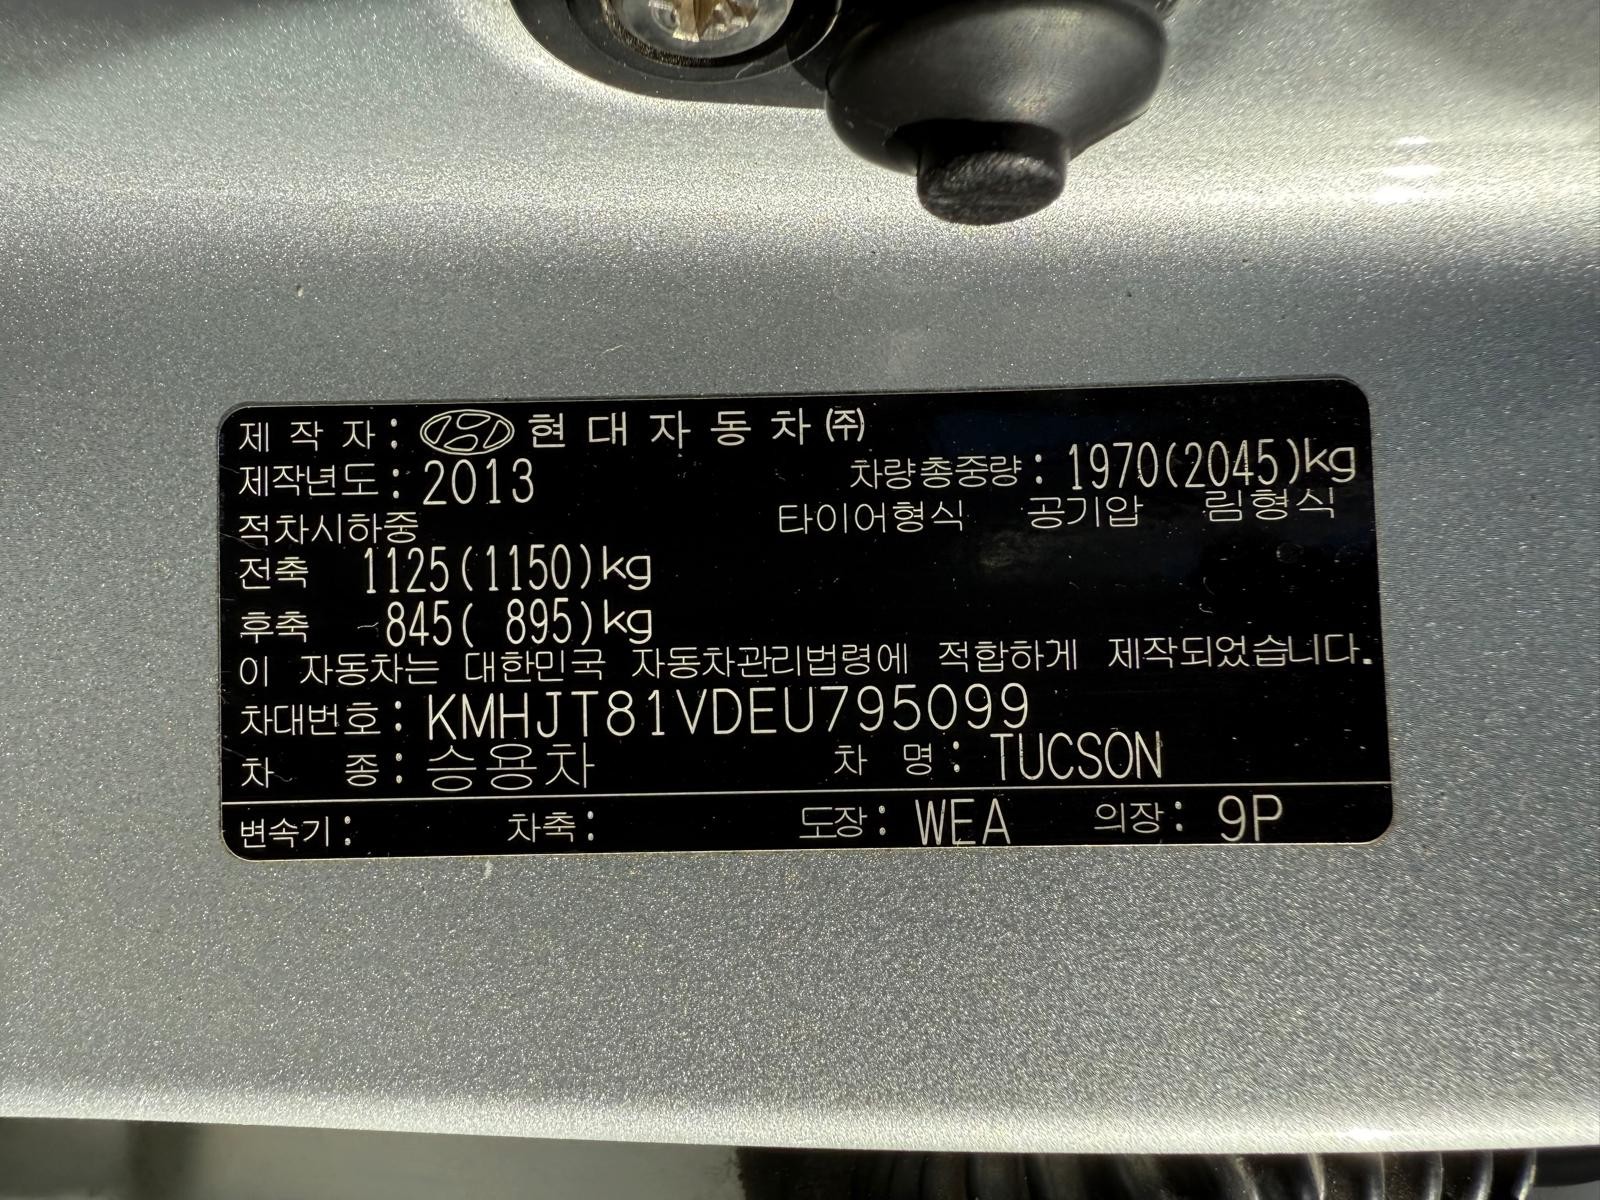 제 작 자 : 현 대 자 동 차 ㈜
제작년도 : 2013
차량총중량 : 1970(2045)kg
적차시하중
타이어형식 공기압 림형식
전축 1125(1150)kg
후축 845( 895)kg
이 자동차는 대한민국 자동차관리법령에 적합하게 제작되었습니다.
차대번호 : KMHJT81VDEU795099
차 종 : 승용차 차 명 : TUCSON
변속기 : 차축 : 도장 : WEA 의장 : 9P